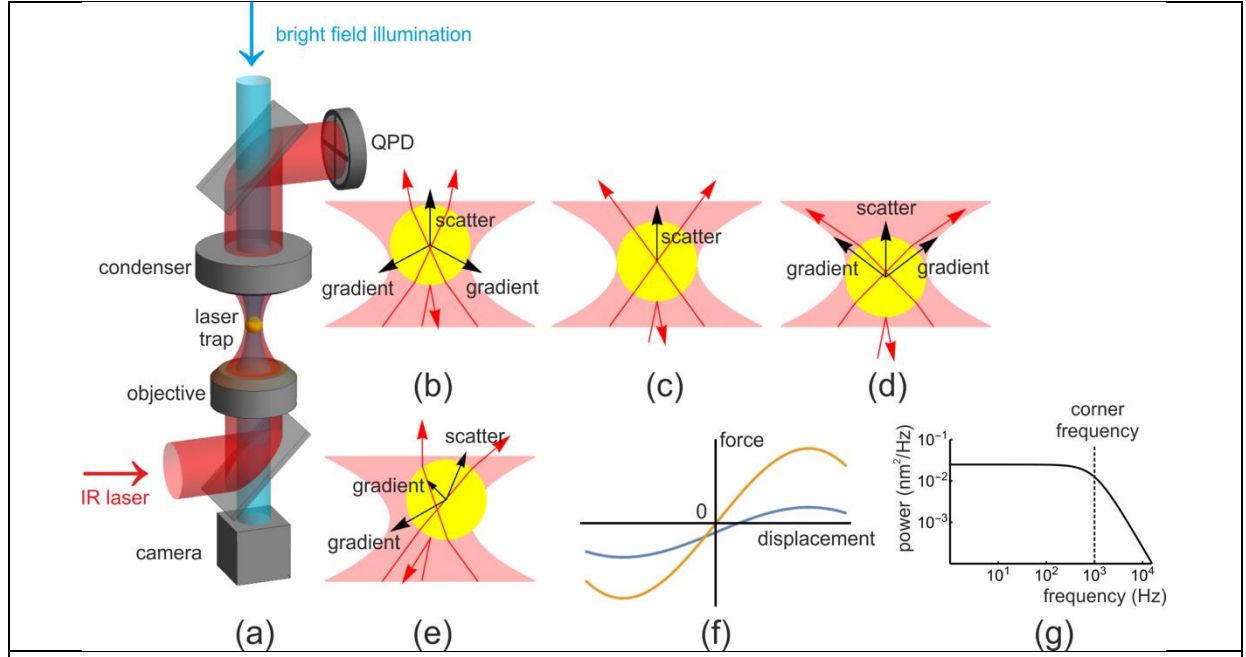 bright field illumination
QPD
condenser
laser
trap
objective
IR laser
camera
(a)
scatter
gradient
gradient
(b)
scatter
(c)
scatter
gradient
gradient
(d)
scatter
gradient
gradient
(e)
force
0
displacement
(f)
corner
frequency
power (nm²/Hz)
10⁻¹
10⁻²
10⁻³
10¹ 10² 10³ 10⁴
frequency (Hz)
(g)